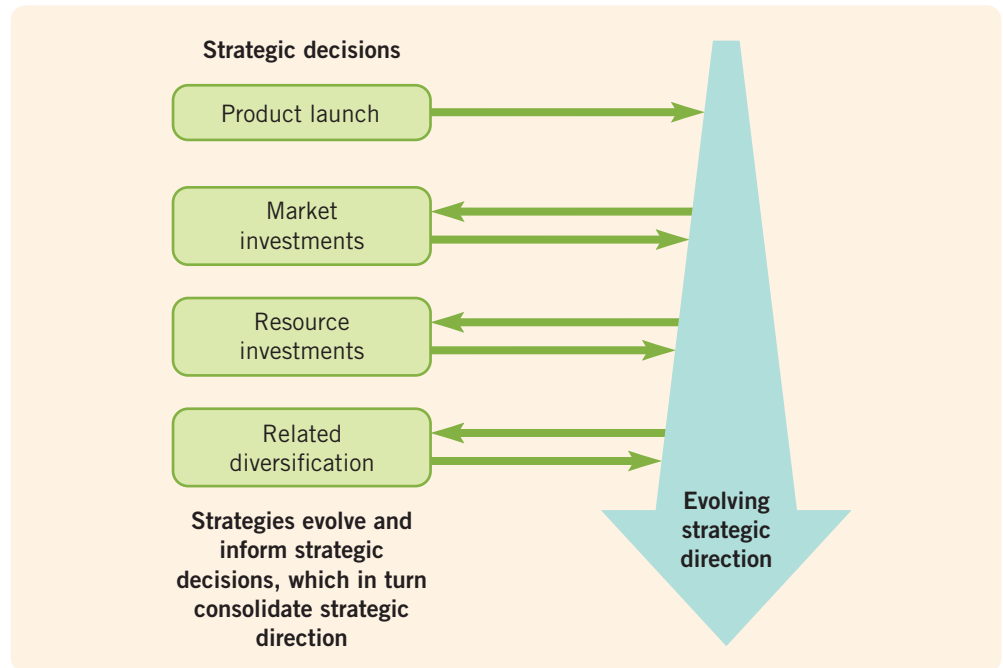 Strategic decisions
Product launch
Market
investments
Resource
investments
Related
diversification
Strategies evolve and
inform strategic
decisions, which in turn
consolidate strategic
direction
Evolving
strategic
direction